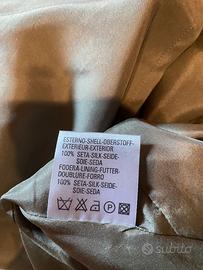 ESTERNO-SHELL-OBERSTOFF-
EXTERIEUR-EXTERIOR
100% SETA-SILK-SEIDE-
SOIE-SEDA
FODERA-LINING-FUTTER-
DOUBLURE-FORRO
100% SETA-SILK-SEIDE-
SOIE-SEDA
A
subito